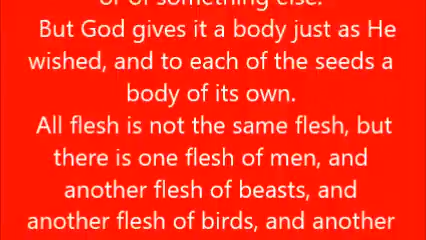 or of something else.
But God gives it a body just as He
wished, and to each of the seeds a
body of its own.
All flesh is not the same flesh, but
there is one flesh of men, and
another flesh of beasts, and
another flesh of birds, and another